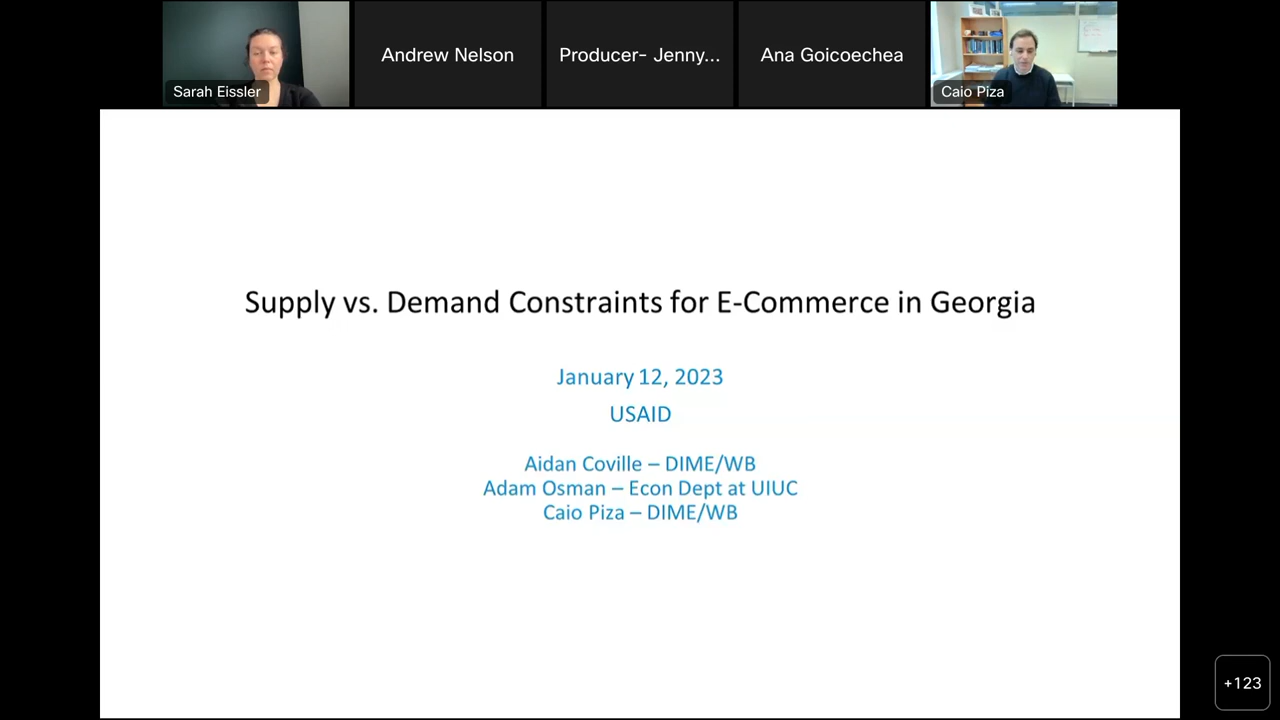 Sarah Eissler
Andrew Nelson
Producer- Jenny...
Ana Goicoechea
Caio Piza
Supply vs. Demand Constraints for E-Commerce in Georgia
January 12, 2023
USAID
Aidan Coville – DIME/WB
Adam Osman – Econ Dept at UIUC
Caio Piza – DIME/WB
+123